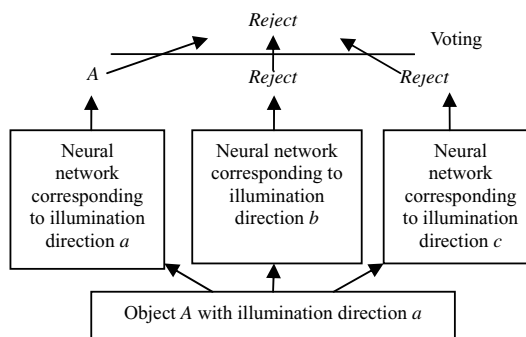 Reject
Voting
A
Reject
Reject
Neural
network
corresponding
to illumination
direction a
Neural network
corresponding to
illumination
direction b
Neural
network
corresponding
to illumination
direction c
Object A with illumination direction a